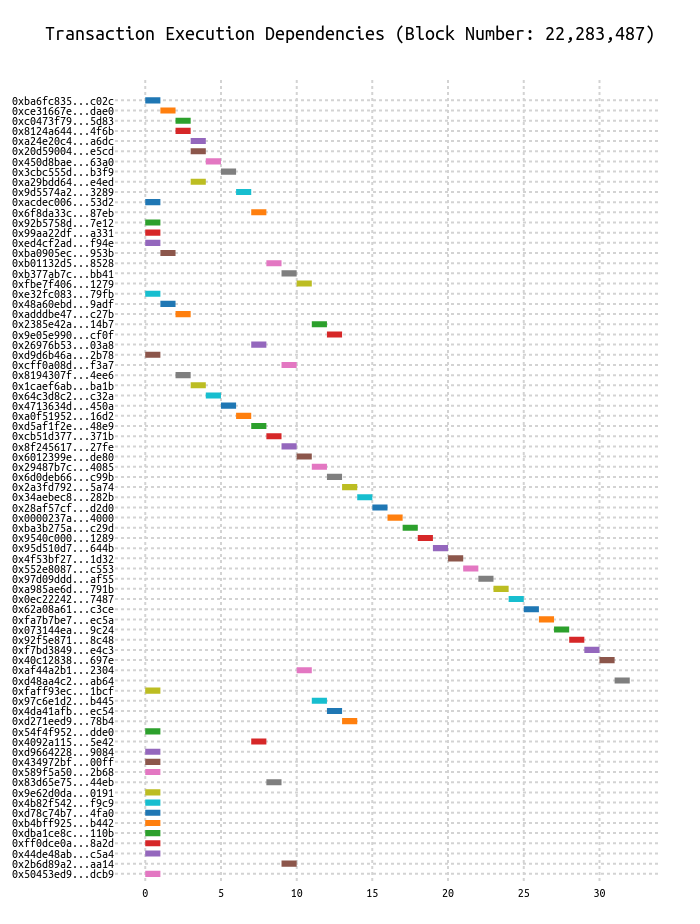 Transaction Execution Dependencies (Block Number: 22,283,487)
0xba6fc835...c02c
0xce31667e...dae0
0xc0473f79...5d83
0x8124a644...4f6b
0xa24e20c4...a6dc
0x20d59004...e5cd
0x450d8bae...63a0
0x3cbc555d...b3f9
0xa29bdd64...e4ed
0x9d5574a2...3289
0xacdec006...53d2
0x6f8da33c...87eb
0x92b5758d...7e12
0x99aa22df...a331
0xed4cf2ad...f94e
0xba0905ec...953b
0xb01132d5...8528
0xb377ab7c...bb41
0xfbe7f406...1279
0xe32fc083...79fb
0x48a60ebd...9adf
0xadddbe47...c27b
0x2385e42a...14b7
0x9e05e990...cf0f
0x26976b53...03a8
0xd9d6b46a...2b78
0xcff0a08d...f3a7
0x8194307f...4ee6
0x1caef6ab...ba1b
0x64c3d8c2...c32a
0x4713634d...450a
0xa0f51952...16d2
0xd5af1f2e...48e9
0xcb51d377...371b
0x8f245617...27fe
0x6012399e...de80
0x29487b7c...4085
0x6d0deb66...c99b
0x2a3fd792...5a74
0x34aebec8...282b
0x28af57cf...d2d0
0x0000237a...4000
0xba3b275a...c29d
0x9540c000...1289
0x95d510d7...644b
0x4f53bf27...1d32
0x552e8087...c553
0x97d09ddd...af55
0xa985ae6d...791b
0x0ec22242...7487
0x62a08a61...c3ce
0xfa7b7be7...ec5a
0x073144ea...9c24
0x92f5e871...8c48
0xf7bd3849...e4c3
0x40c12838...697e
0xaf44a2b1...2304
0xd48aa4c2...ab64
0xfaff93ec...1bcf
0x97c6e1d2...b445
0x4da41afb...ec54
0xd271eed9...78b4
0x54f4f952...dde0
0x4092a115...5e42
0xd9664228...9084
0x434972bf...00ff
0x589f5a50...2b68
0x83d65e75...44eb
0x9e62d0da...0191
0x4b82f542...f9c9
0xd78c74b7...4fa0
0xb4bff925...b442
0xdba1ce8c...110b
0xff0dce0a...8a2d
0x44de48ab...c5a4
0x2b6d89a2...aa14
0x50453ed9...dcb9
0 5 10 15 20 25 30